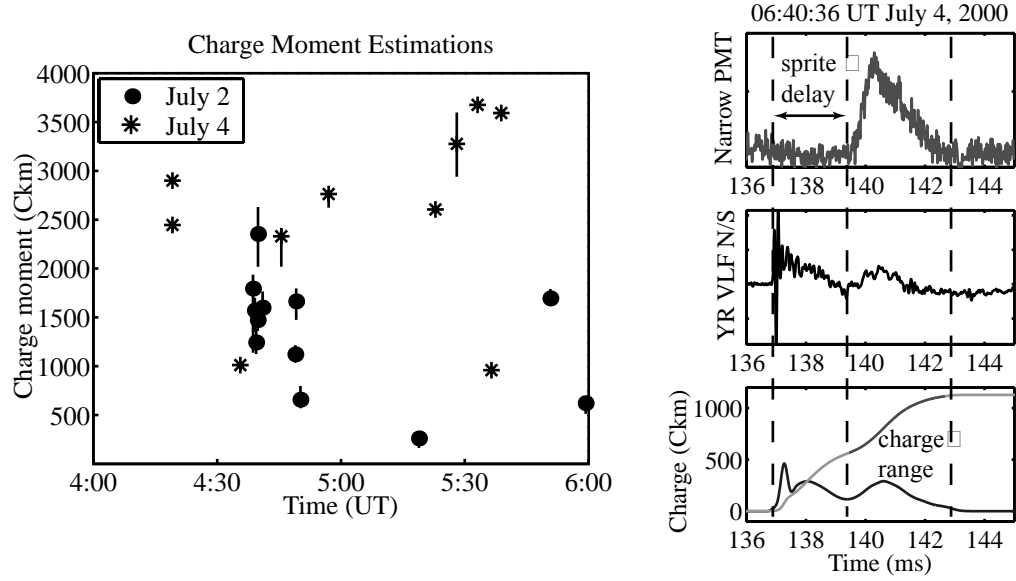 Charge Moment Estimations
Charge moment (Ckm)
4000
3500
3000
2500
2000
1500
1000
500
July 2
July 4
4:00
4:30
5:00
5:30
6:00
Time (UT)
06:40:36 UT July 4, 2000
Narrow PMT
sprite
delay
136
138
140
142
144
YR VLF N/S
136
138
140
142
144
Charge (Ckm)
1000
500
0
charge
range
136
138
140
142
144
Time (ms)